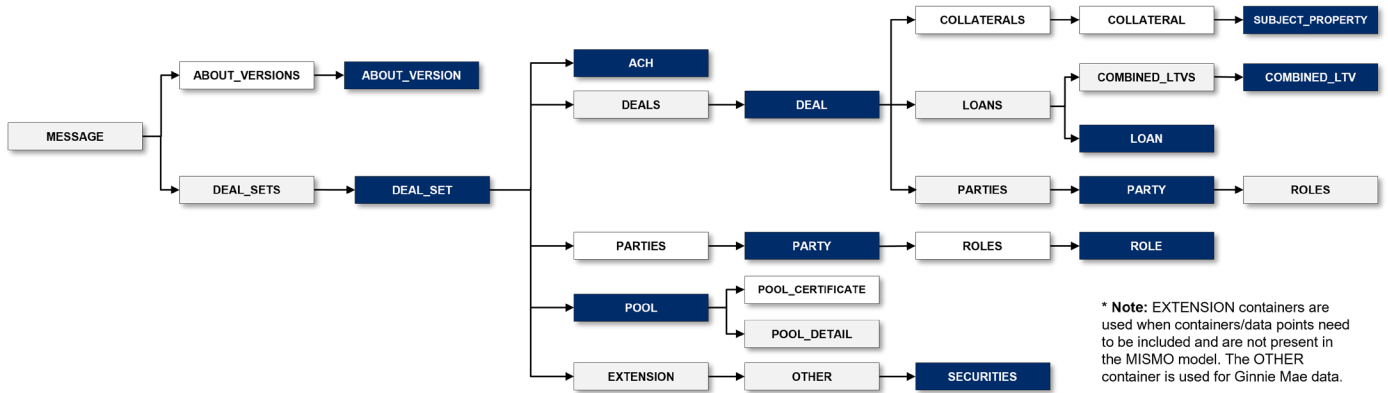 COLLATERALS
COLLATERAL
SUBJECT_PROPERTY
ACH
ABOUT_VERSIONS
ABOUT_VERSION
COMBINED_LTVS
COMBINED_LTV
DEALS
DEAL
LOANS
MESSAGE
LOAN
DEAL_SETS
DEAL_SET
PARTIES
PARTY
ROLES
PARTIES
PARTY
ROLES
ROLE
POOL_CERTIFICATE
POOL
POOL_DETAIL
EXTENSION
OTHER
SECURITIES
* Note: EXTENSION containers are
used when containers/data points need
to be included and are not present in
the MISMO model. The OTHER
container is used for Ginnie Mae data.